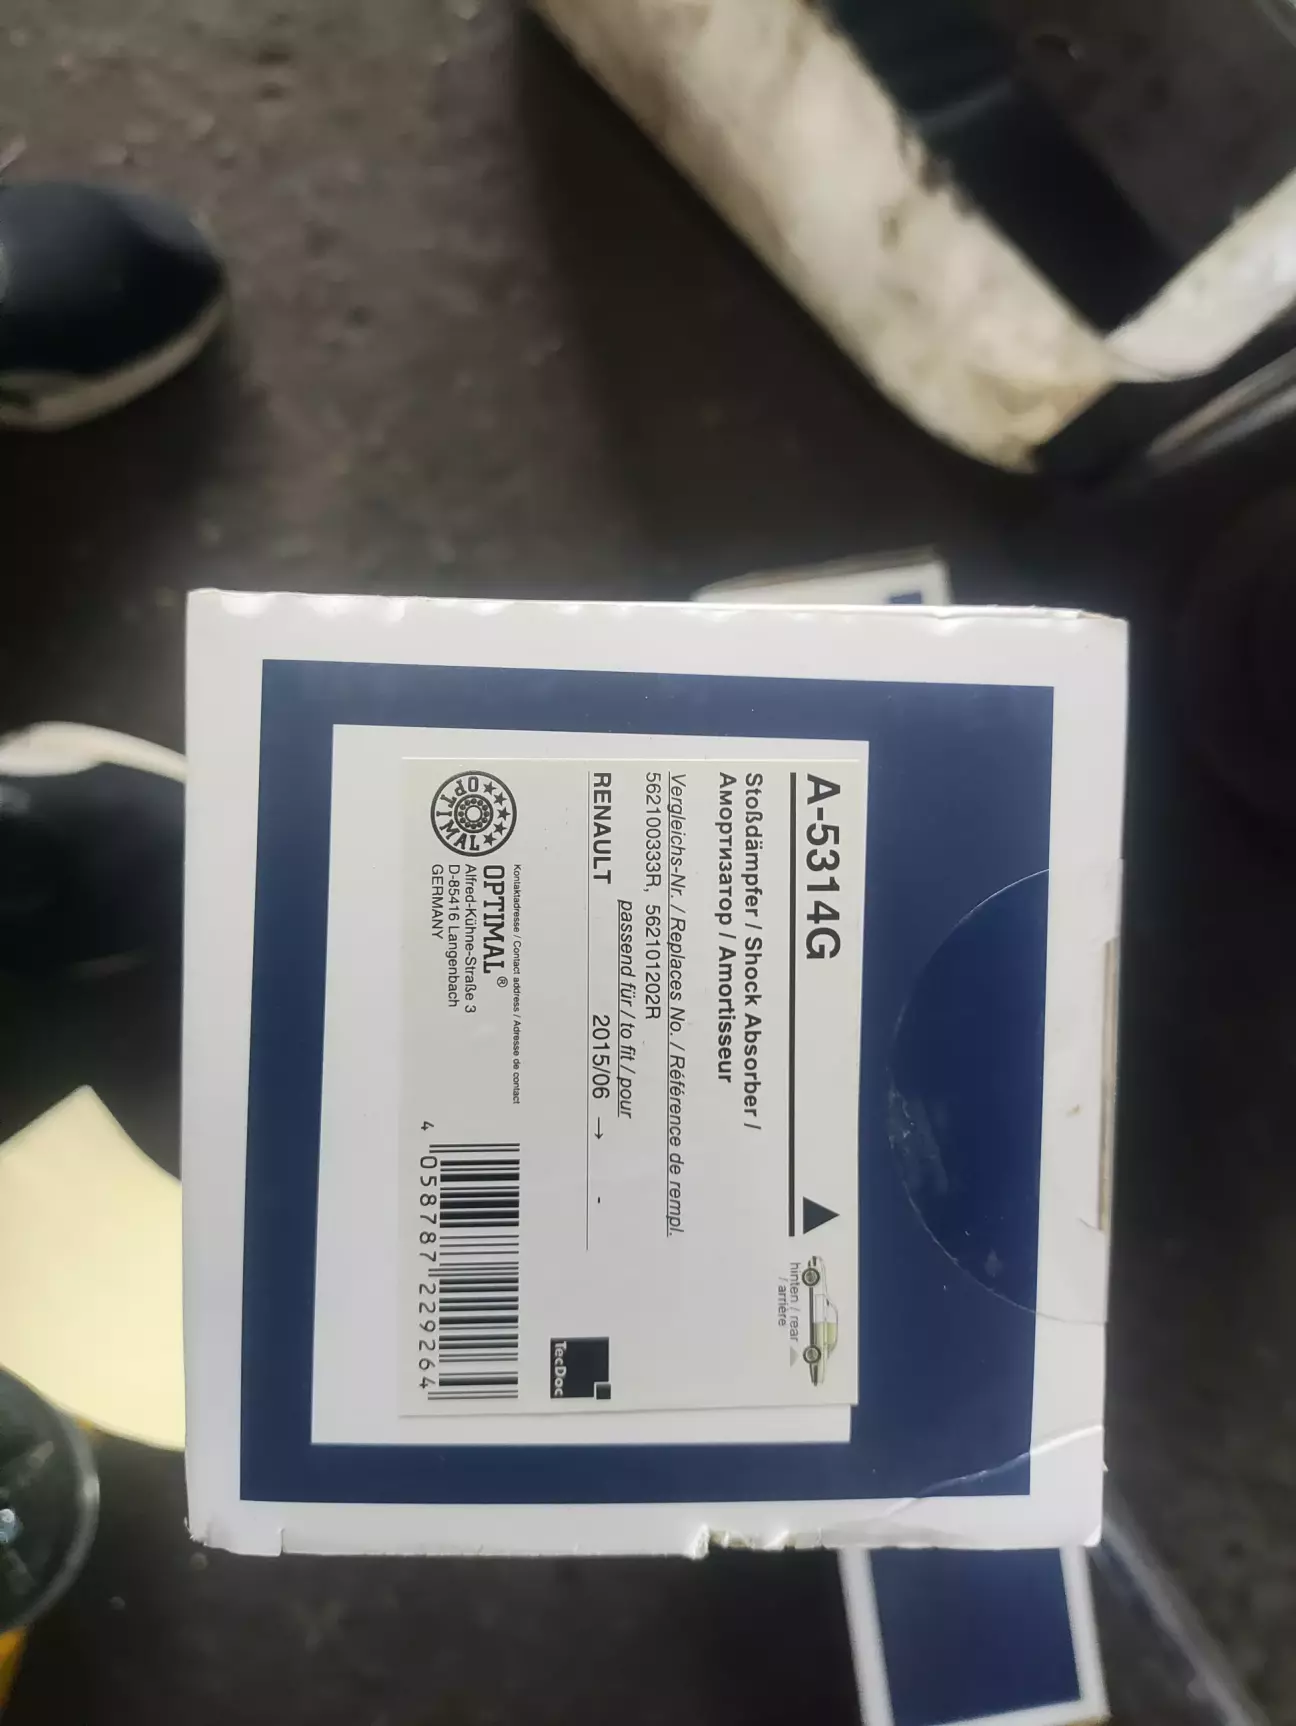 A-5314G
hinten / rear
/ arrière
Stoßdämpfer / Shock Absorber /
Амортизатор / Amortisseur
Vergleichs-Nr. / Replaces No. / Référence de rempl.
562100333R, 562101202R
passend für / to fit / pour
RENAULT 2015/06 → -
TecDoc
Kontaktadresse / Contact address / Adresse de contact
OPTIMAL
OPTIMAL®
Alfred-Kühne-Straße 3
D-85416 Langenbach
GERMANY
4 058787 229264